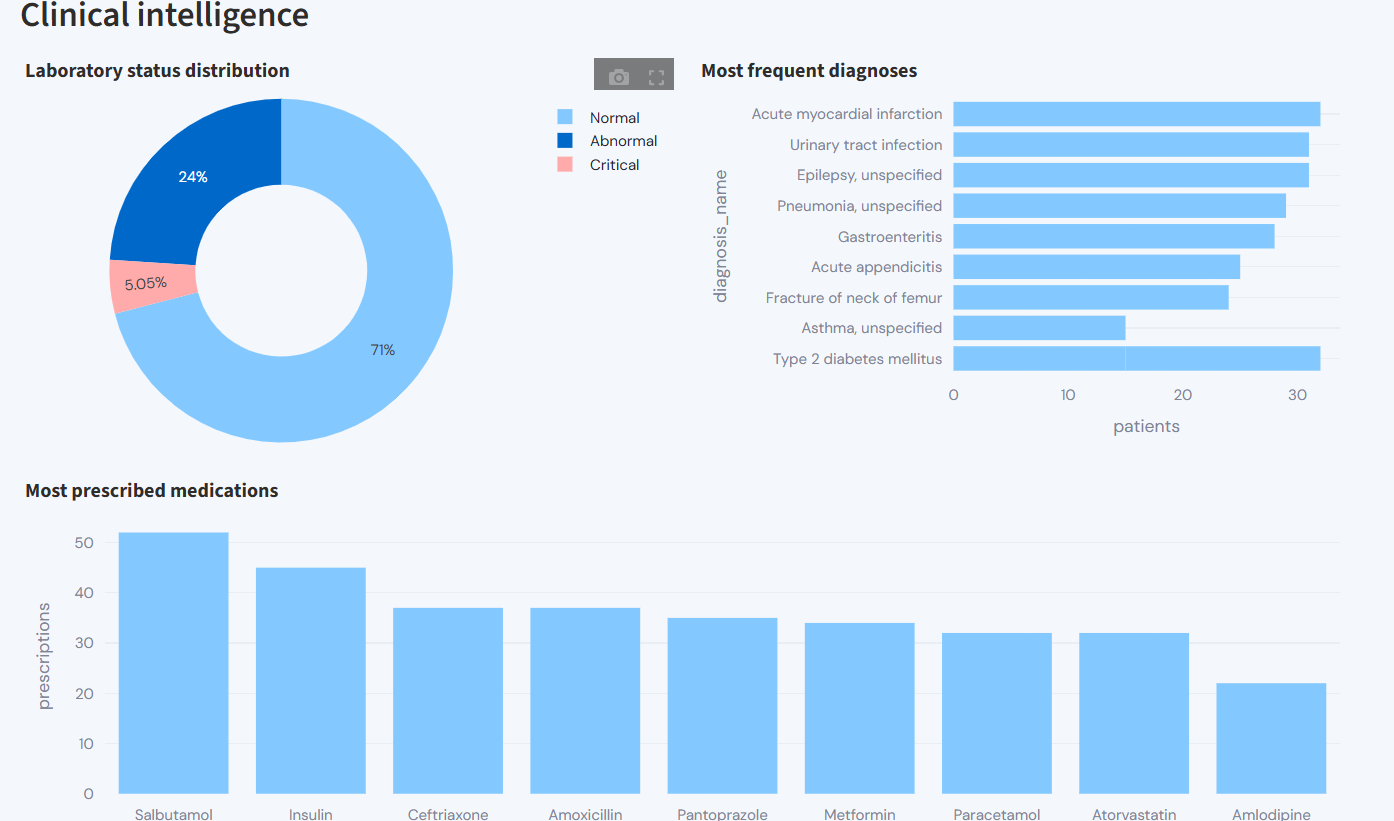 Clinical intelligence
Laboratory status distribution
Normal
Abnormal
Critical
24%
5.05%
71%
Most frequent diagnoses
diagnosis_name
Acute myocardial infarction
Urinary tract infection
Epilepsy, unspecified
Pneumonia, unspecified
Gastroenteritis
Acute appendicitis
Fracture of neck of femur
Asthma, unspecified
Type 2 diabetes mellitus
0 10 20 30
patients
Most prescribed medications
prescriptions
50
40
30
20
10
0
Salbutamol Insulin Ceftriaxone Amoxicillin Pantoprazole Metformin Paracetamol Atorvastatin Amlodipine